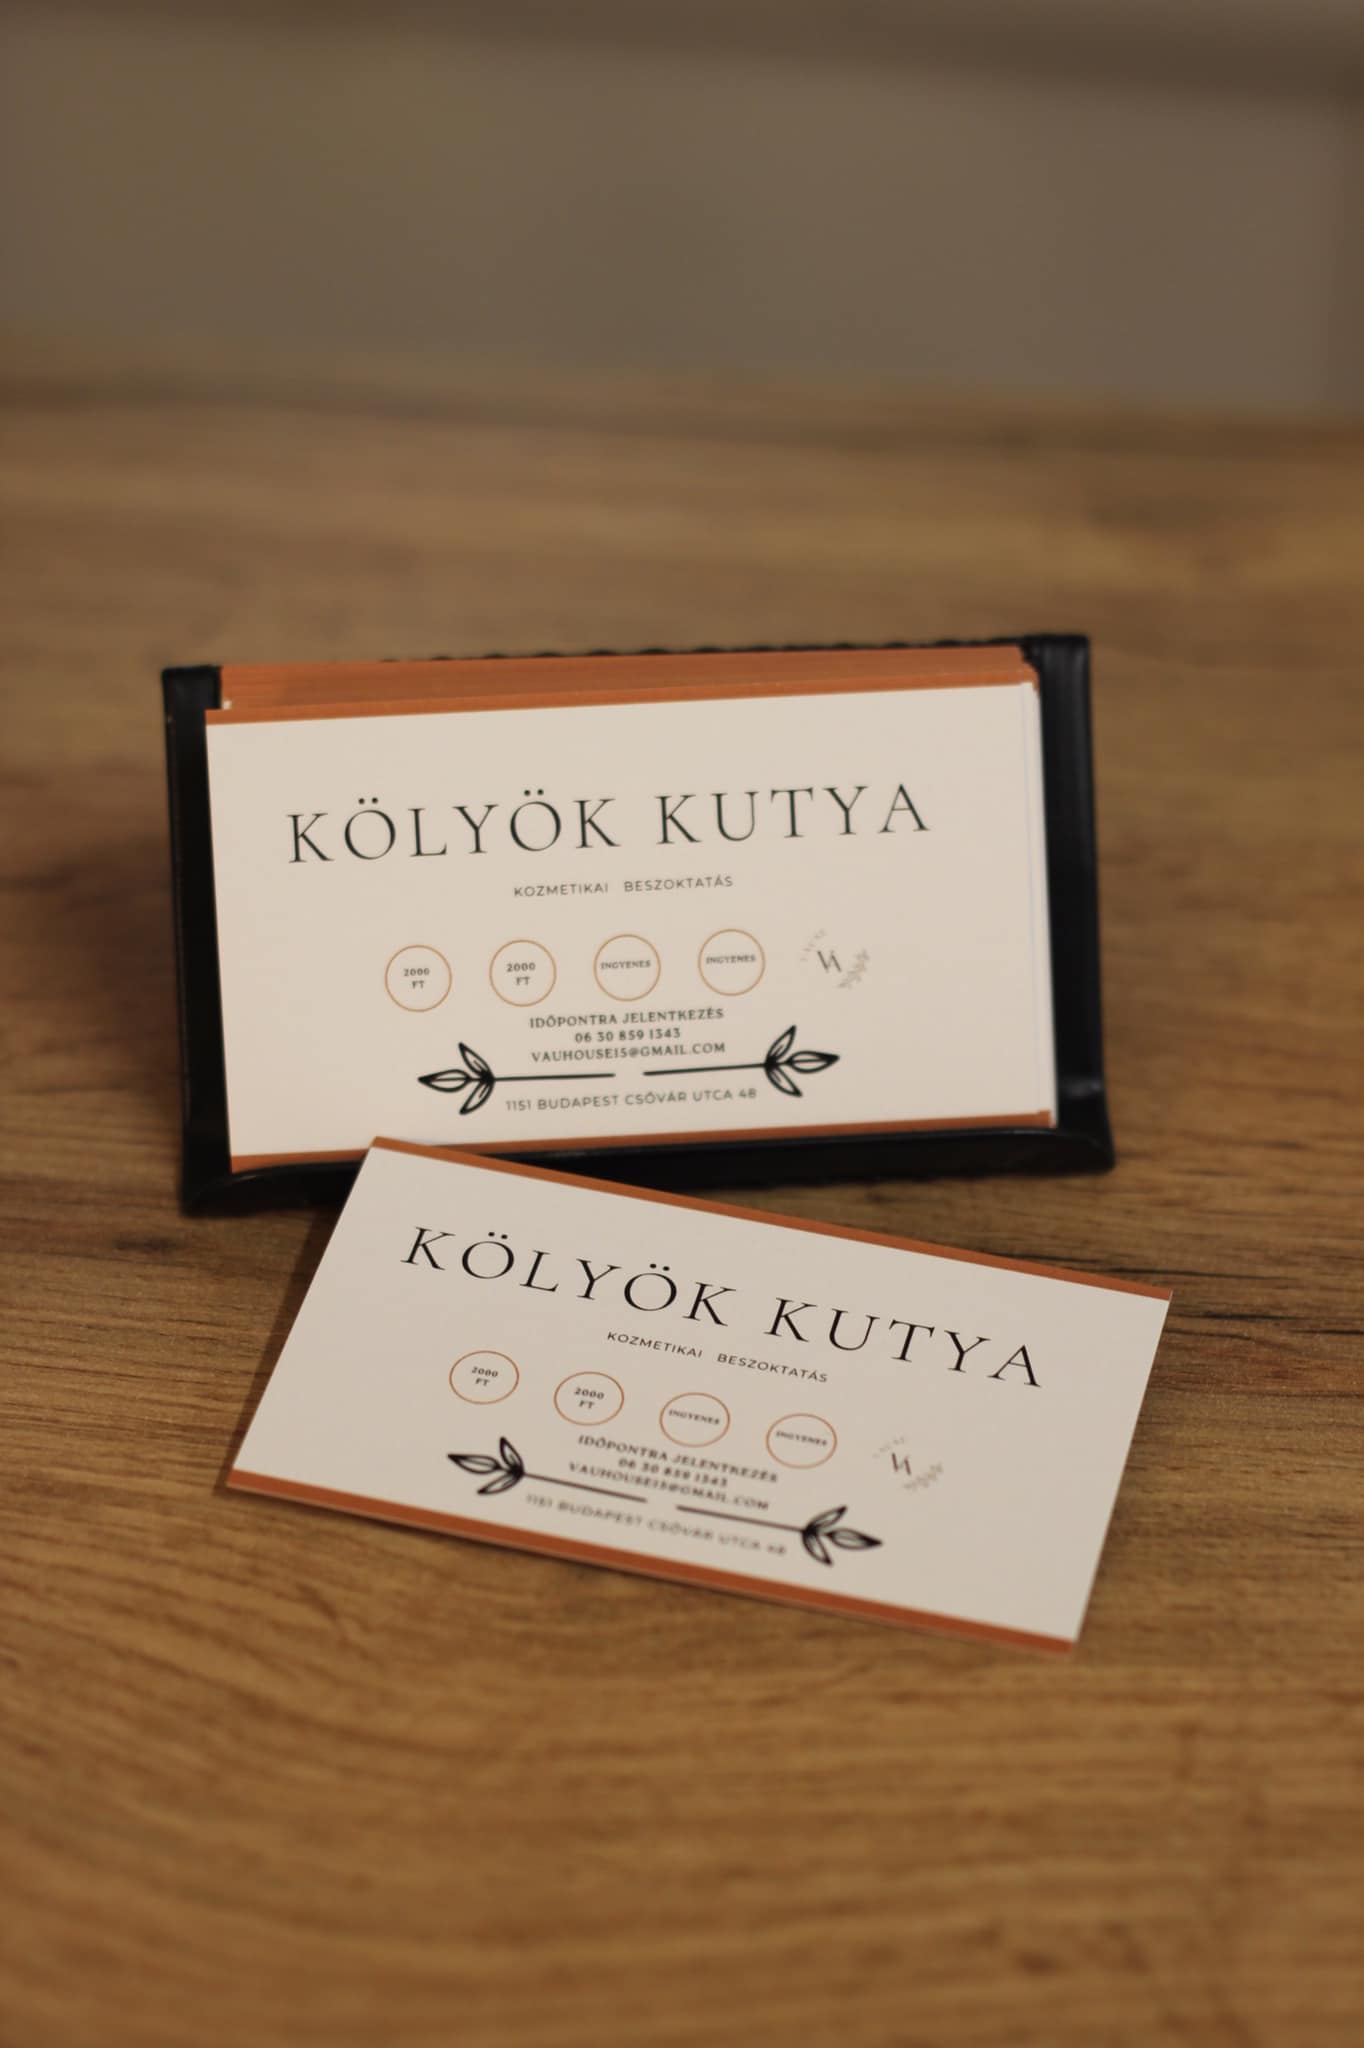 KÖLYÖK KUTYA
KOZMETIKAI BESZOKTATÁS
2000 FT
2000 FT
INGYENES
INGYENES
IDŐPONTRA JELENTKEZÉS
06 30 859 1343
VAUHOUSE15@GMAIL.COM
1151 BUDAPEST CSŐVÁR UTCA 48
KÖLYÖK KUTYA
KOZMETIKAI BESZOKTATÁS
2000 FT
2000 FT
INGYENES
INGYENES
IDŐPONTRA JELENTKEZÉS
06 30 859 1343
VAUHOUSE15@GMAIL.COM
1151 BUDAPEST CSŐVÁR UTCA 48